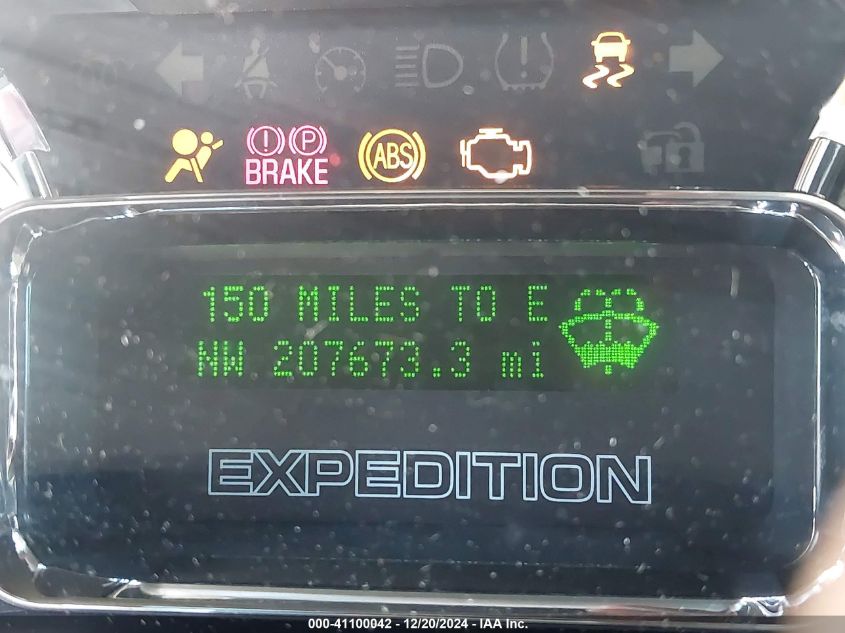 (!) (P)
BRAKE
ABS
150 MILES TO E
NW 207673.3 mi
EXPEDITION
000-41100042 - 12/20/2024 - IAA Inc.